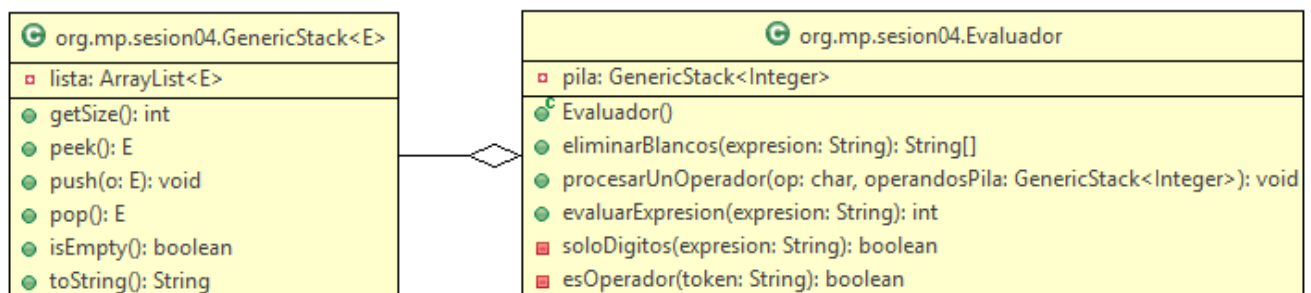 org.mp.sesion04.GenericStack<E>
lista: ArrayList<E>
getSize(): int
peek(): E
push(o: E): void
pop(): E
isEmpty(): boolean
toString(): String
org.mp.sesion04.Evaluador
pila: GenericStack<Integer>
Evaluador()
eliminarBlancos(expresion: String): String[]
procesarUnOperador(op: char, operandosPila: GenericStack<Integer>): void
evaluarExpresion(expresion: String): int
soloDigitos(expresion: String): boolean
esOperador(token: String): boolean